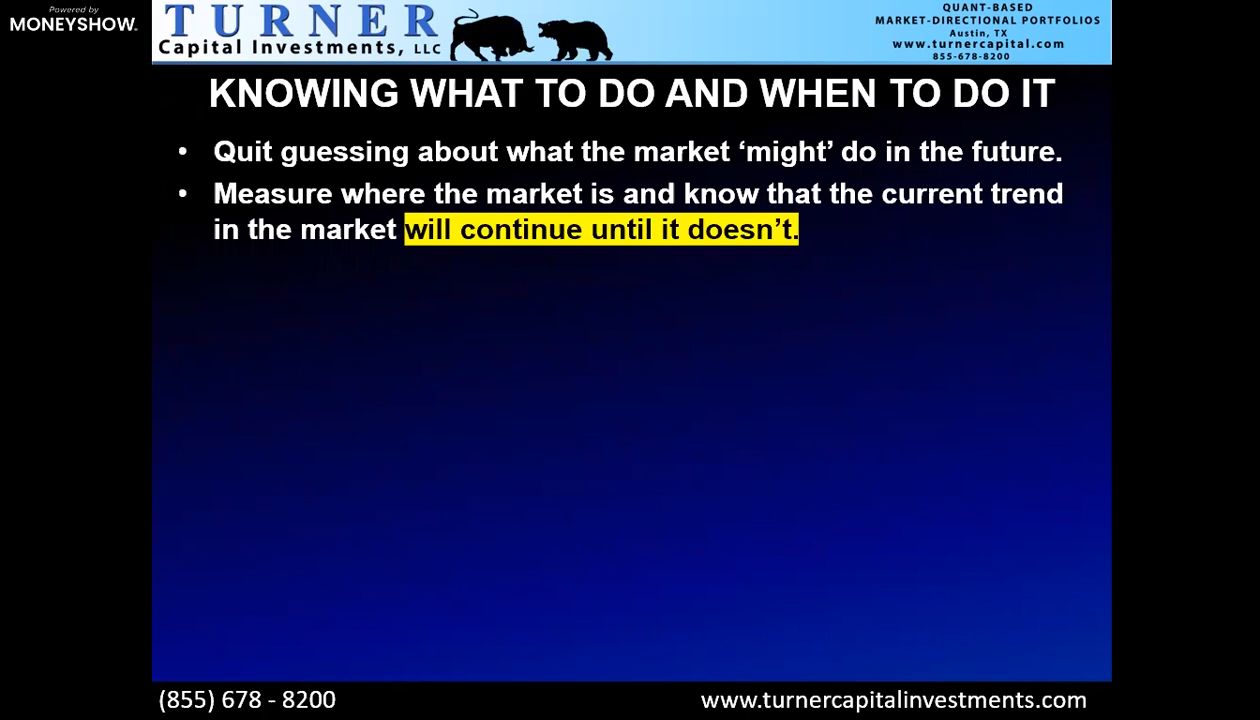 Powered by
MONEYSHOW.
TURNER
Capital Investments, LLC
QUANT-BASED
MARKET-DIRECTIONAL PORTFOLIOS
Austin, TX
www.turnercapital.com
855-678-8200
KNOWING WHAT TO DO AND WHEN TO DO IT
• Quit guessing about what the market ‘might’ do in the future.
• Measure where the market is and know that the current trend
in the market will continue until it doesn’t.
(855) 678 - 8200
www.turnercapitalinvestments.com